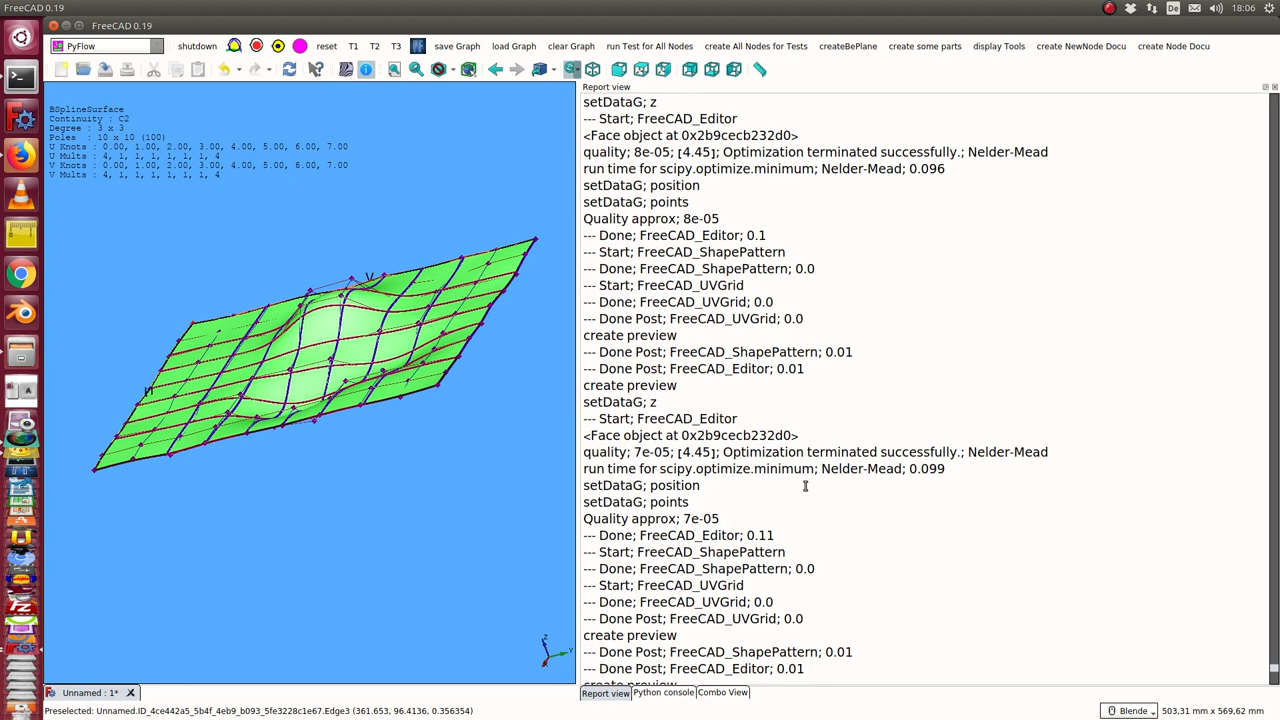 FreeCAD 0.19
De
18:06
FreeCAD 0.19
PyFlow
shutdown
reset
T1
T2
T3
save Graph
load Graph
clear Graph
run Test for All Nodes
create All Nodes for Tests
createBePlane
create some parts
display Tools
create NewNode Docu
create Node Docu
BSplineSurface
Continuity : C2
Degree : 3 x 3
Poles  : 10 x 10 (100)
U Knots : 0.00, 1.00, 2.00, 3.00, 4.00, 5.00, 6.00, 7.00
U Mults : 4, 1, 1, 1, 1, 1, 1, 4
V Knots : 0.00, 1.00, 2.00, 3.00, 4.00, 5.00, 6.00, 7.00
V Mults : 4, 1, 1, 1, 1, 1, 1, 4
V
Report view
setDataG; z
--- Start; FreeCAD_Editor
<Face object at 0x2b9cecb232d0>
quality; 8e-05; [4.45]; Optimization terminated successfully.; Nelder-Mead
run time for scipy.optimize.minimum; Nelder-Mead; 0.096
setDataG; position
setDataG; points
Quality approx; 8e-05
--- Done; FreeCAD_Editor; 0.1
--- Start; FreeCAD_ShapePattern
--- Done; FreeCAD_ShapePattern; 0.0
--- Start; FreeCAD_UVGrid
--- Done; FreeCAD_UVGrid; 0.0
--- Done Post; FreeCAD_UVGrid; 0.0
create preview
--- Done Post; FreeCAD_ShapePattern; 0.01
--- Done Post; FreeCAD_Editor; 0.01
create preview
setDataG; z
--- Start; FreeCAD_Editor
<Face object at 0x2b9cecb232d0>
quality; 7e-05; [4.45]; Optimization terminated successfully.; Nelder-Mead
run time for scipy.optimize.minimum; Nelder-Mead; 0.099
setDataG; position
setDataG; points
Quality approx; 7e-05
--- Done; FreeCAD_Editor; 0.11
--- Start; FreeCAD_ShapePattern
--- Done; FreeCAD_ShapePattern; 0.0
--- Start; FreeCAD_UVGrid
--- Done; FreeCAD_UVGrid; 0.0
--- Done Post; FreeCAD_UVGrid; 0.0
create preview
--- Done Post; FreeCAD_ShapePattern; 0.01
--- Done Post; FreeCAD_Editor; 0.01
create preview
Z
Y
Unnamed : 1*
Report view
Python console
Combo View
Preselected: Unnamed.ID_4ce442a5_5b4f_4eb9_b093_5fe3228c1e67.Edge3 (361.653, 96.4136, 0.356354)
Blende
503,31 mm x 569,62 mm